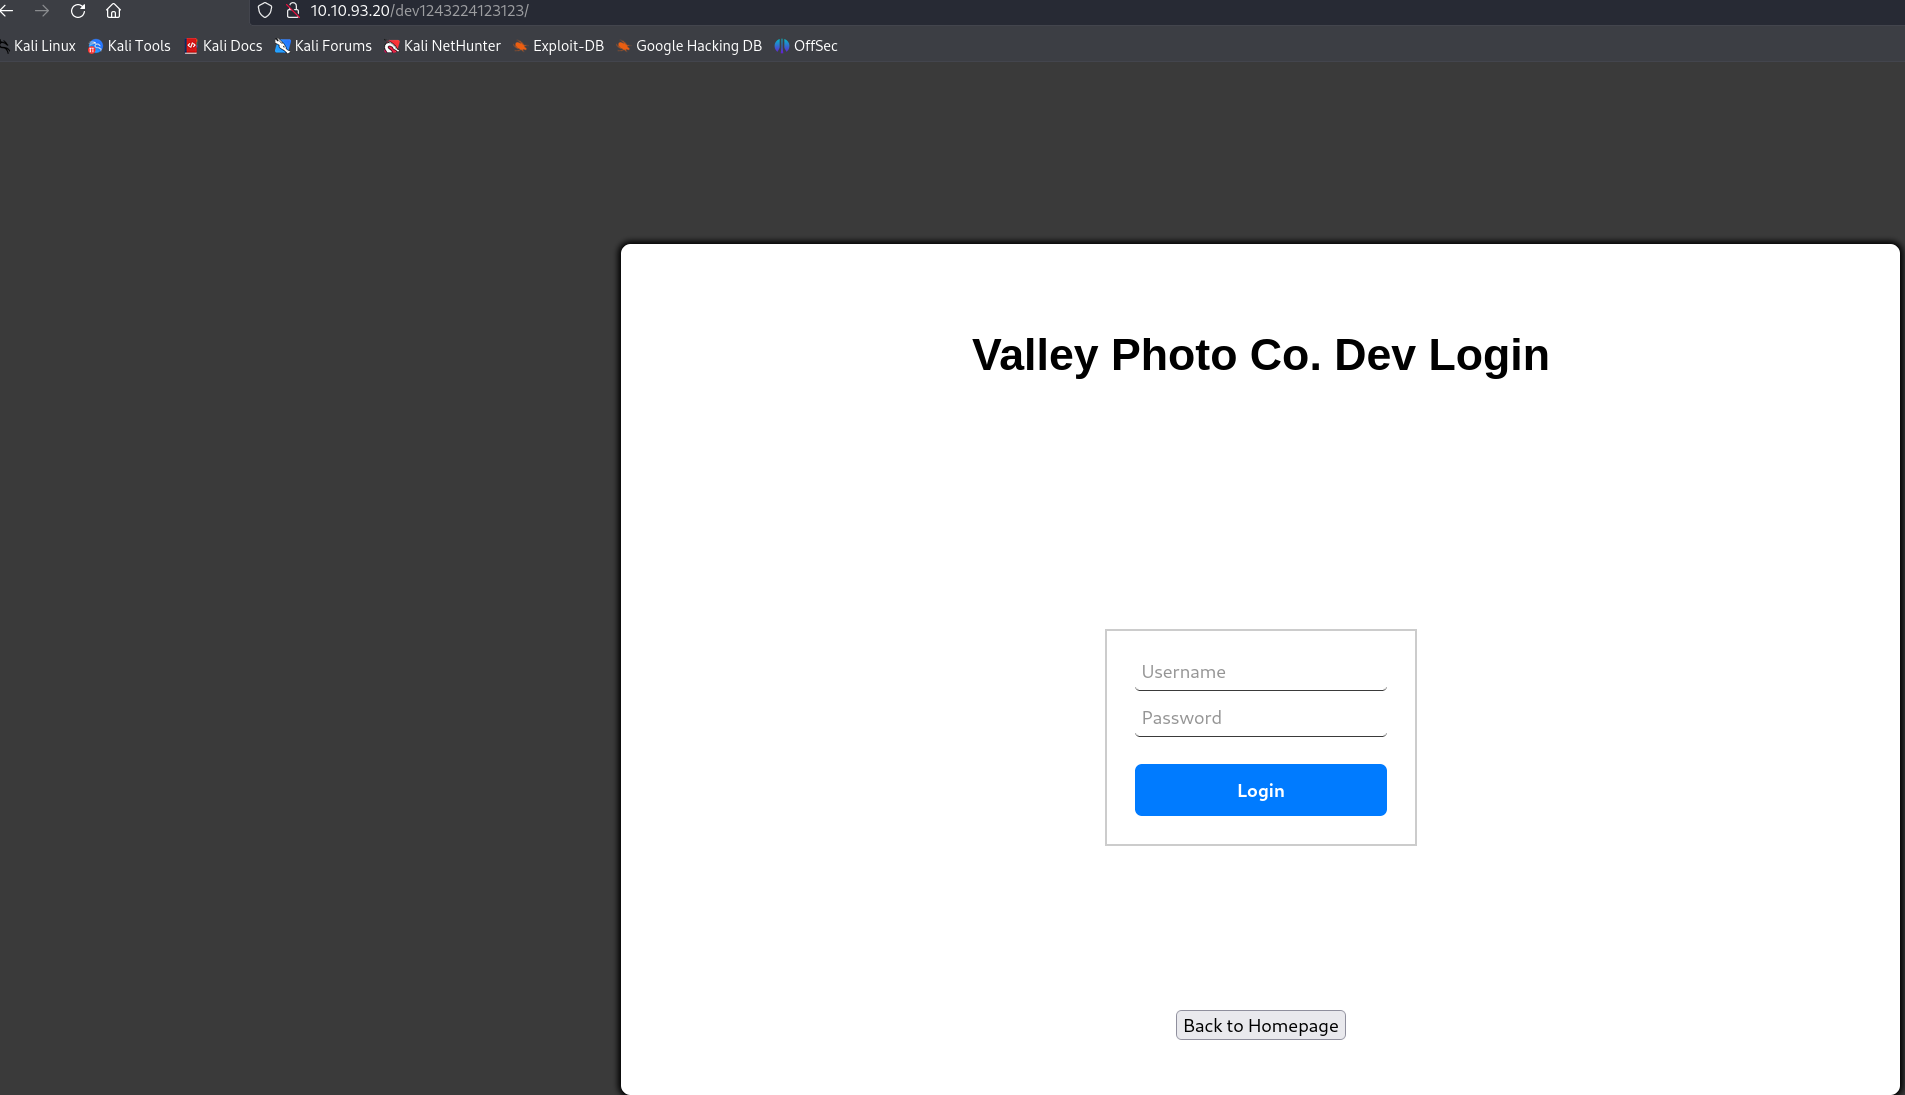 10.10.93.20/dev1243224123123/
Kali Linux Kali Tools Kali Docs Kali Forums Kali NetHunter Exploit-DB Google Hacking DB OffSec
Valley Photo Co. Dev Login
Username
Password
Login
Back to Homepage